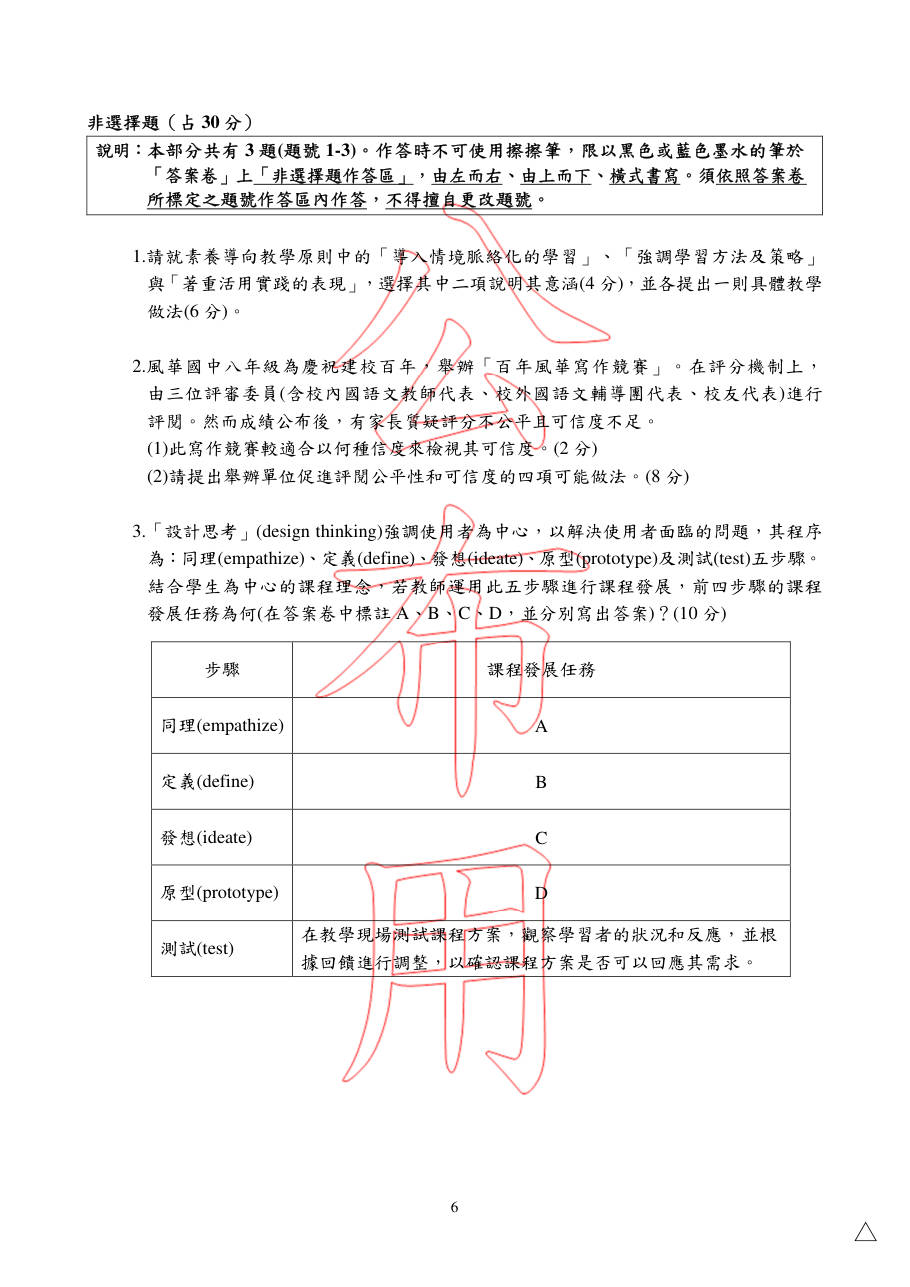 非選擇題（占 30 分）
說明：本部分共有 3 題(題號 1-3)。作答時不可使用擦擦筆，限以黑色或藍色墨水的筆於
「答案卷」上「非選擇題作答區」，由左而右、由上而下、橫式書寫。須依照答案卷
所標定之題號作答區內作答，不得擅自更改題號。
1.請就素養導向教學原則中的「導入情境脈絡化的學習」、「強調學習方法及策略」
與「著重活用實踐的表現」，選擇其中二項說明其意涵(4 分)，並各提出一則具體教學
做法(6 分)。
2.風華國中八年級為慶祝建校百年，舉辦「百年風華寫作競賽」。在評分機制上，
由三位評審委員(含校內國語文教師代表、校外國語文輔導團代表、校友代表)進行
評閱。然而成績公布後，有家長質疑評分不公平且可信度不足。
(1)此寫作競賽較適合以何種信度來檢視其可信度。(2 分)
(2)請提出舉辦單位促進評閱公平性和可信度的四項可能做法。(8 分)
3.「設計思考」(design thinking)強調使用者為中心，以解決使用者面臨的問題，其程序
為：同理(empathize)、定義(define)、發想(ideate)、原型(prototype)及測試(test)五步驟。
結合學生為中心的課程理念，若教師運用此五步驟進行課程發展，前四步驟的課程
發展任務為何(在答案卷中標註 A、B、C、D，並分別寫出答案)？(10 分)
步驟 課程發展任務
同理(empathize) A
定義(define) B
發想(ideate) C
原型(prototype) D
測試(test) 在教學現場測試課程方案，觀察學習者的狀況和反應，並根
據回饋進行調整，以確認課程方案是否可以回應其需求。
公布用
6